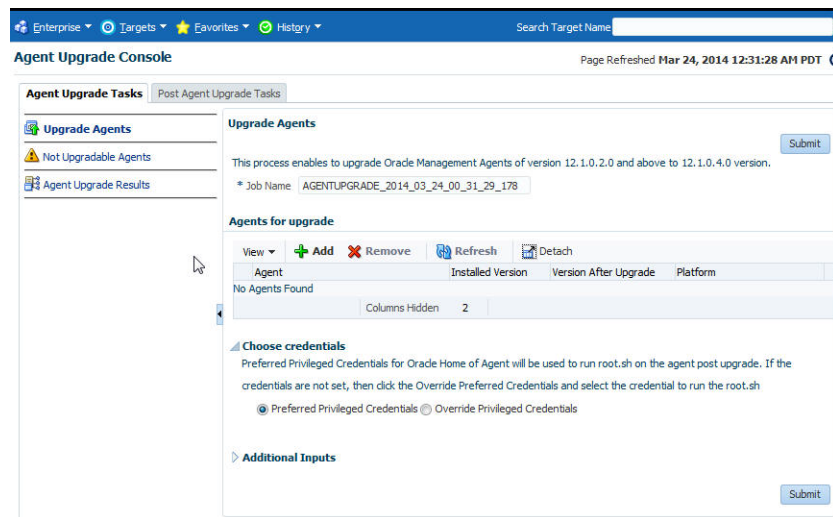 Enterprise Targets Favorites History Search Target Name
Agent Upgrade Console
Page Refreshed Mar 24, 2014 12:31:28 AM PDT
Agent Upgrade Tasks Post Agent Upgrade Tasks
Upgrade Agents
Not Upgradable Agents
Agent Upgrade Results
Upgrade Agents
Submit
This process enables to upgrade Oracle Management Agents of version 12.1.0.2.0 and above to 12.1.0.4.0 version.
* Job Name AGENTUPGRADE_2014_03_24_00_31_29_178
Agents for upgrade
View Add Remove Refresh Detach
Agent Installed Version Version After Upgrade Platform
No Agents Found
Columns Hidden 2
Choose credentials
Preferred Privileged Credentials for Oracle Home of Agent will be used to run root.sh on the agent post upgrade. If the
credentials are not set, then click the Override Preferred Credentials and select the credential to run the root.sh
Preferred Privileged Credentials Override Privileged Credentials
Additional Inputs
Submit